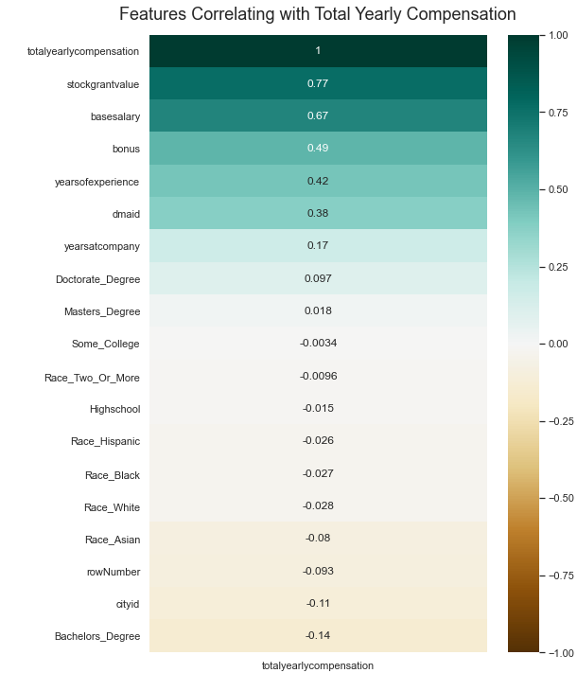 Features Correlating with Total Yearly Compensation
totalyearlycompensation 1
stockgrantvalue 0.77
basesalary 0.67
bonus 0.49
yearsofexperience 0.42
dmaid 0.38
yearsatcompany 0.17
Doctorate_Degree 0.097
Masters_Degree 0.018
Some_College -0.0034
Race_Two_Or_More -0.0096
Highschool -0.015
Race_Hispanic -0.026
Race_Black -0.027
Race_White -0.028
Race_Asian -0.08
rowNumber -0.093
cityid -0.11
Bachelors_Degree -0.14
totalyearlycompensation
1.00
0.75
0.50
0.25
0.00
−0.25
−0.50
−0.75
−1.00